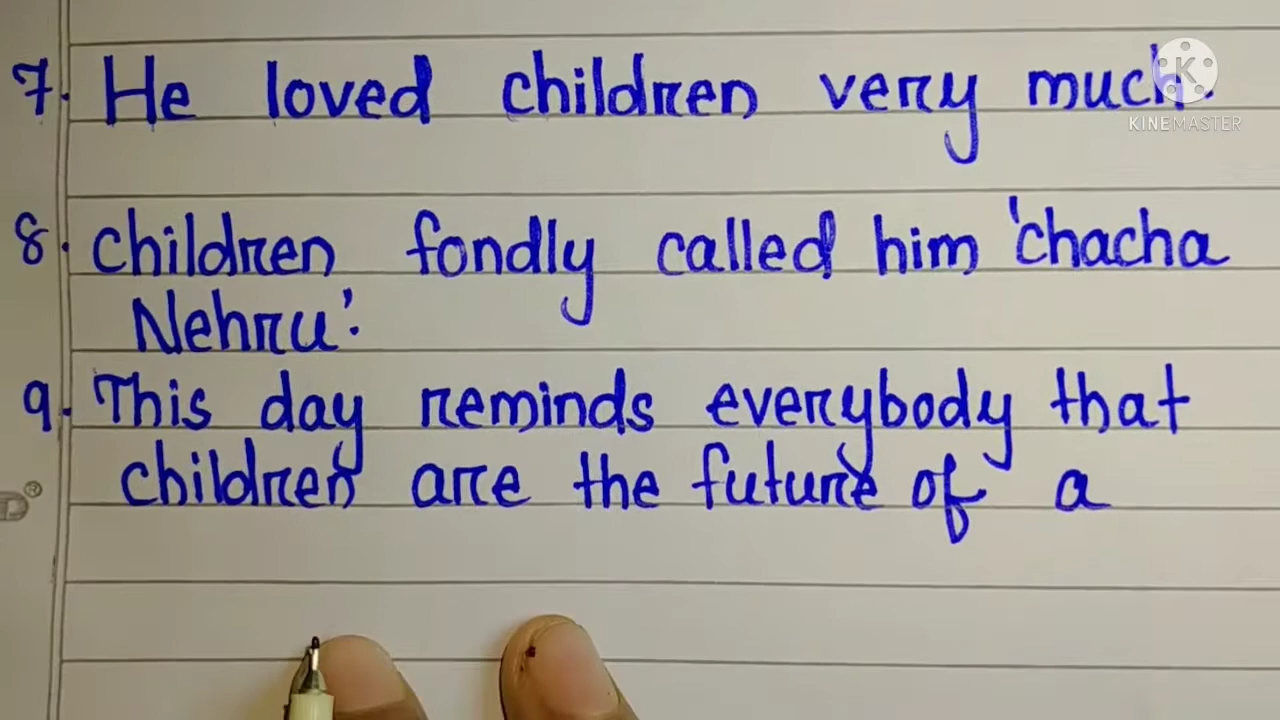 7. He loved children very much.
8. Children fondly called him 'chacha
Nehru'.
9. This day reminds everybody that
children are the future of a
D®
K
KINEMASTER